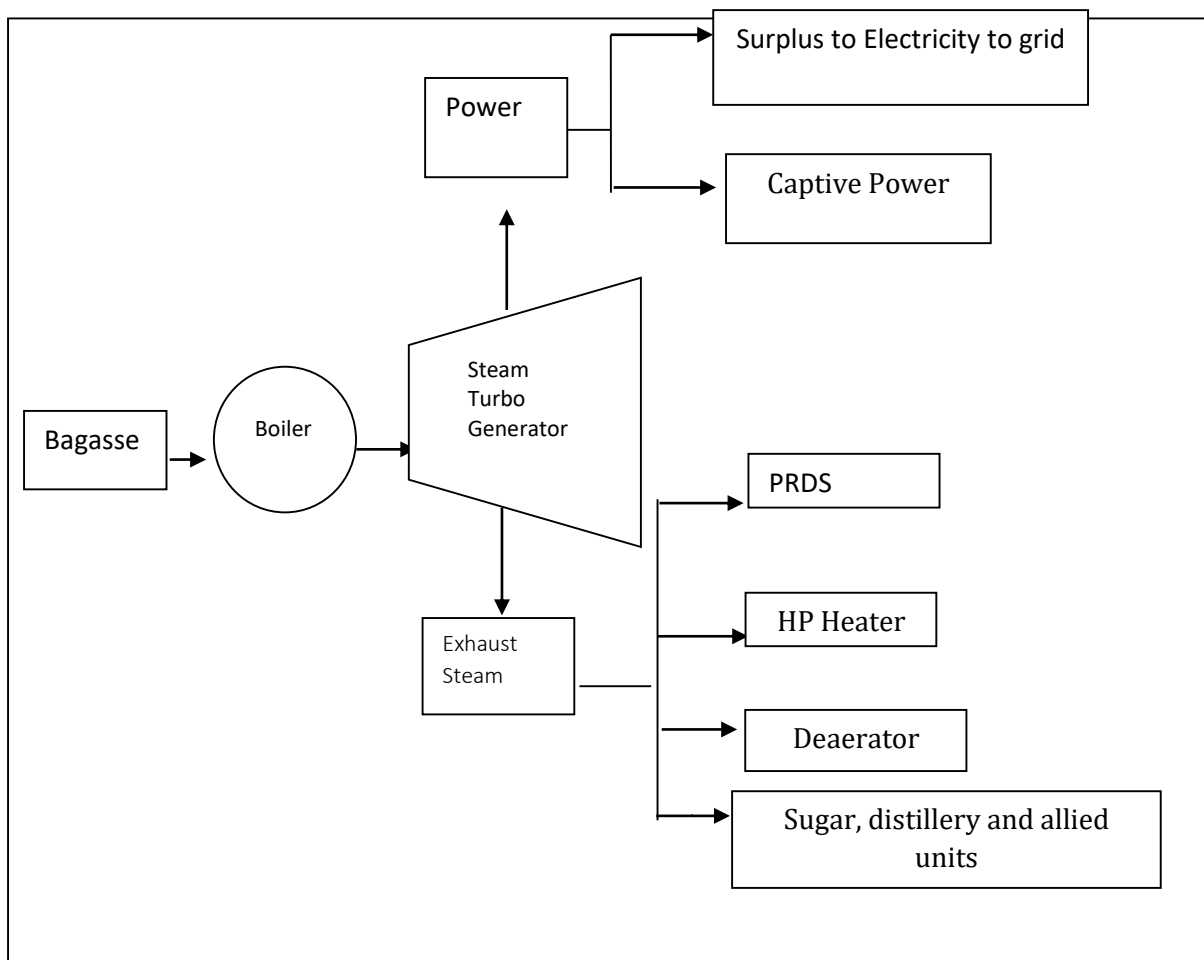 Surplus to Electricity to grid
Power
Captive Power
Steam
Turbo
Generator
Boiler
Bagasse
PRDS
HP Heater
Exhaust
Steam
Deaerator
Sugar, distillery and allied
units